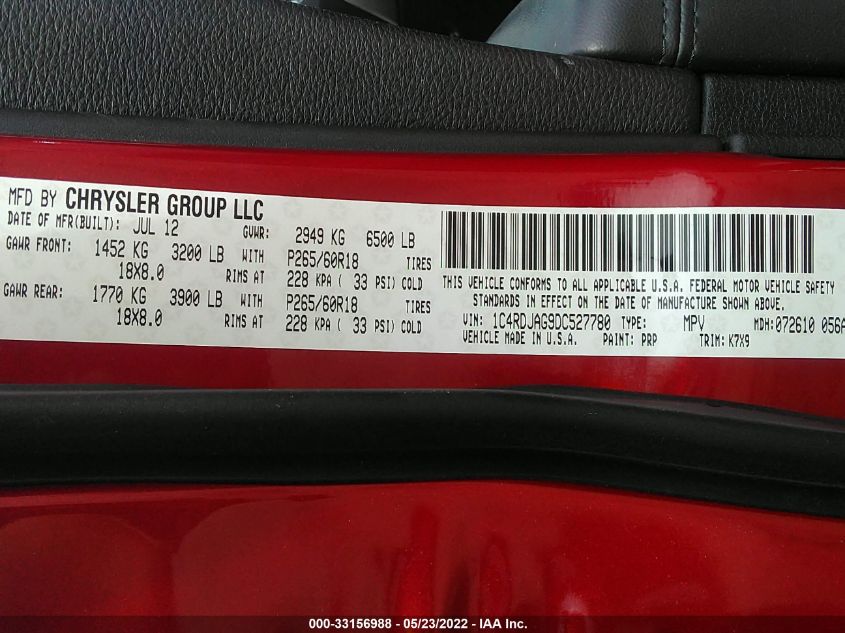 MFD BY CHRYSLER GROUP LLC
DATE OF MFR(BUILT): JUL 12 GVWR: 2949 KG 6500 LB
GAWR FRONT: 1452 KG 3200 LB WITH P265/60R18 TIRES
18X8.0 RIMS AT 228 KPA ( 33 PSI) COLD
GAWR REAR: 1770 KG 3900 LB WITH P265/60R18 TIRES
18X8.0 RIMS AT 228 KPA ( 33 PSI) COLD
THIS VEHICLE CONFORMS TO ALL APPLICABLE U.S.A. FEDERAL MOTOR VEHICLE SAFETY
STANDARDS IN EFFECT ON THE DATE OF MANUFACTURE SHOWN ABOVE.
VIN: 1C4RDJAG9DC527780 TYPE: MPV MDH:072610 056A
VEHICLE MADE IN U.S.A. PAINT: PRP TRIM: K7X9
000-33156988 - 05/23/2022 - IAA Inc.